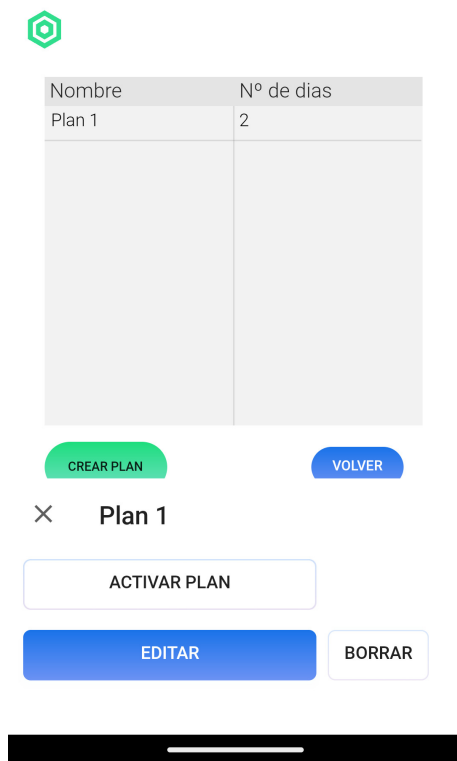 Nombre Nº de dias
Plan 1 2
CREAR PLAN VOLVER
Plan 1
ACTIVAR PLAN
EDITAR BORRAR